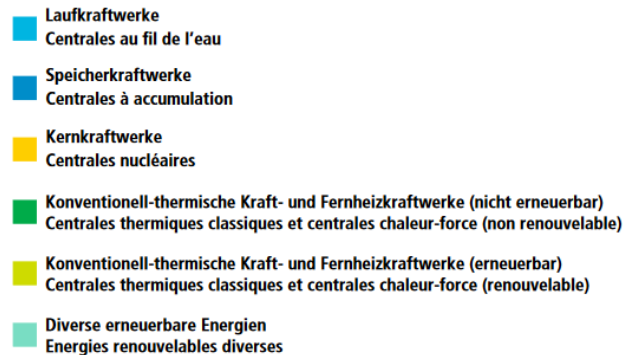 Laufkraftwerke
Centrales au fil de l'eau
Speicherkraftwerke
Centrales à accumulation
Kernkraftwerke
Centrales nucléaires
Konventionell-thermische Kraft- und Fernheizkraftwerke (nicht erneuerbar)
Centrales thermiques classiques et centrales chaleur-force (non renouvelable)
Konventionell-thermische Kraft- und Fernheizkraftwerke (erneuerbar)
Centrales thermiques classiques et centrales chaleur-force (renouvelable)
Diverse erneuerbare Energien
Energies renouvelables diverses